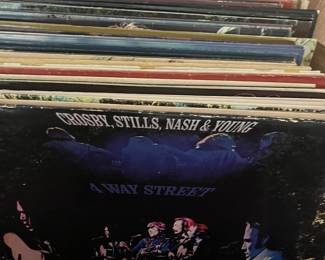 CROSBY, STILLS, NASH & YOUNG
4 WAY STREET